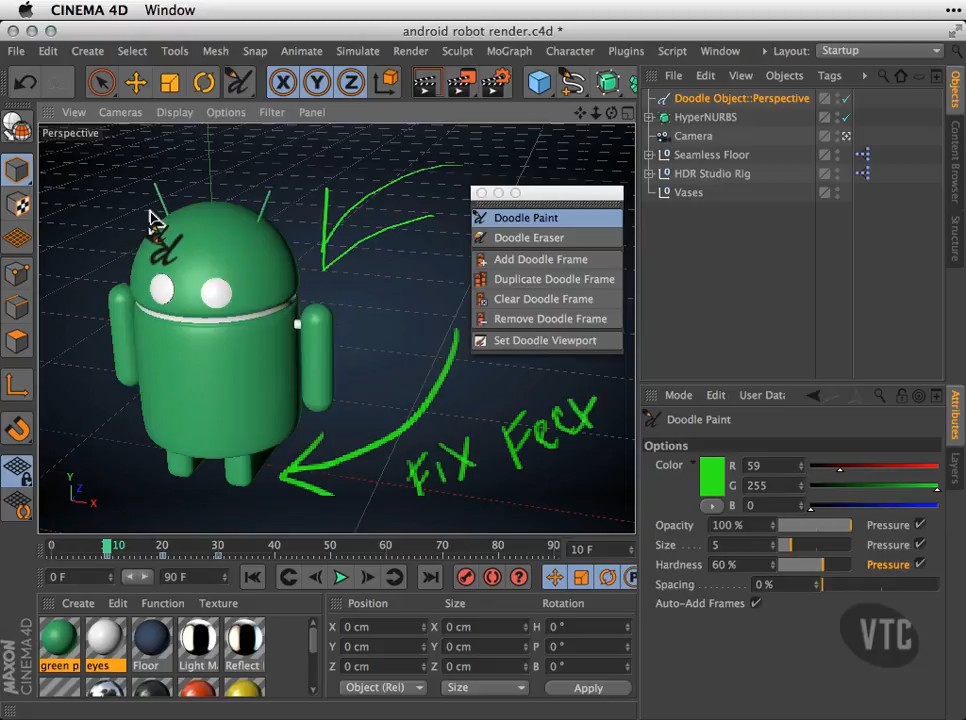 CINEMA 4D Window
android robot render.c4d *
File Edit Create Select Tools Mesh Snap Animate Simulate Render Sculpt MoGraph Character Plugins Script Window Layout: Startup
X Y Z
File Edit View Objects Tags
View Cameras Display Options Filter Panel
Perspective
Doodle Object::Perspective
HyperNURBS
Camera
Seamless Floor
HDR Studio Rig
Vases
Doodle Paint
Doodle Eraser
Add Doodle Frame
Duplicate Doodle Frame
Clear Doodle Frame
Remove Doodle Frame
Set Doodle Viewport
Fix
Y
Z
X
Objects
Content Browser
Structure
Mode Edit User Data
Doodle Paint
Options
Color R 59
G 255
B 0
Opacity 100 % Pressure
Size 5 Pressure
Hardness 60 % Pressure
Spacing 0 %
Auto-Add Frames
Attributes
Layers
VTC
0 10 20 30 40 50 60 70 80 90 10 F
0 F 90 F
P
Create Edit Function Texture
green p eyes Floor Light M Reflect
Position Size Rotation
X 0 cm X 0 cm H 0 °
Y 0 cm Y 0 cm P 0 °
Z 0 cm Z 0 cm B 0 °
Object (Rel) Size Apply
MAXON
CINEMA 4D